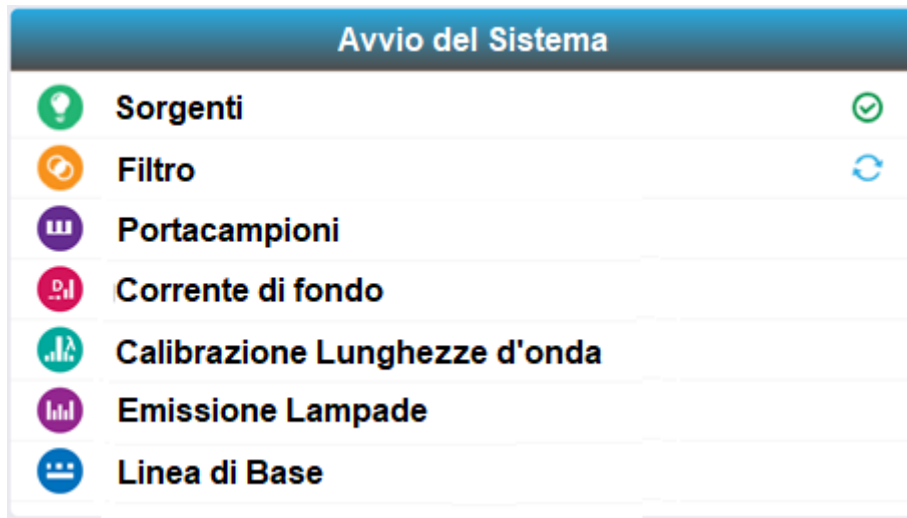 Avvio del Sistema
Sorgenti
Filtro
Portacampioni
Corrente di fondo
Calibrazione Lunghezze d'onda
Emissione Lampade
Linea di Base